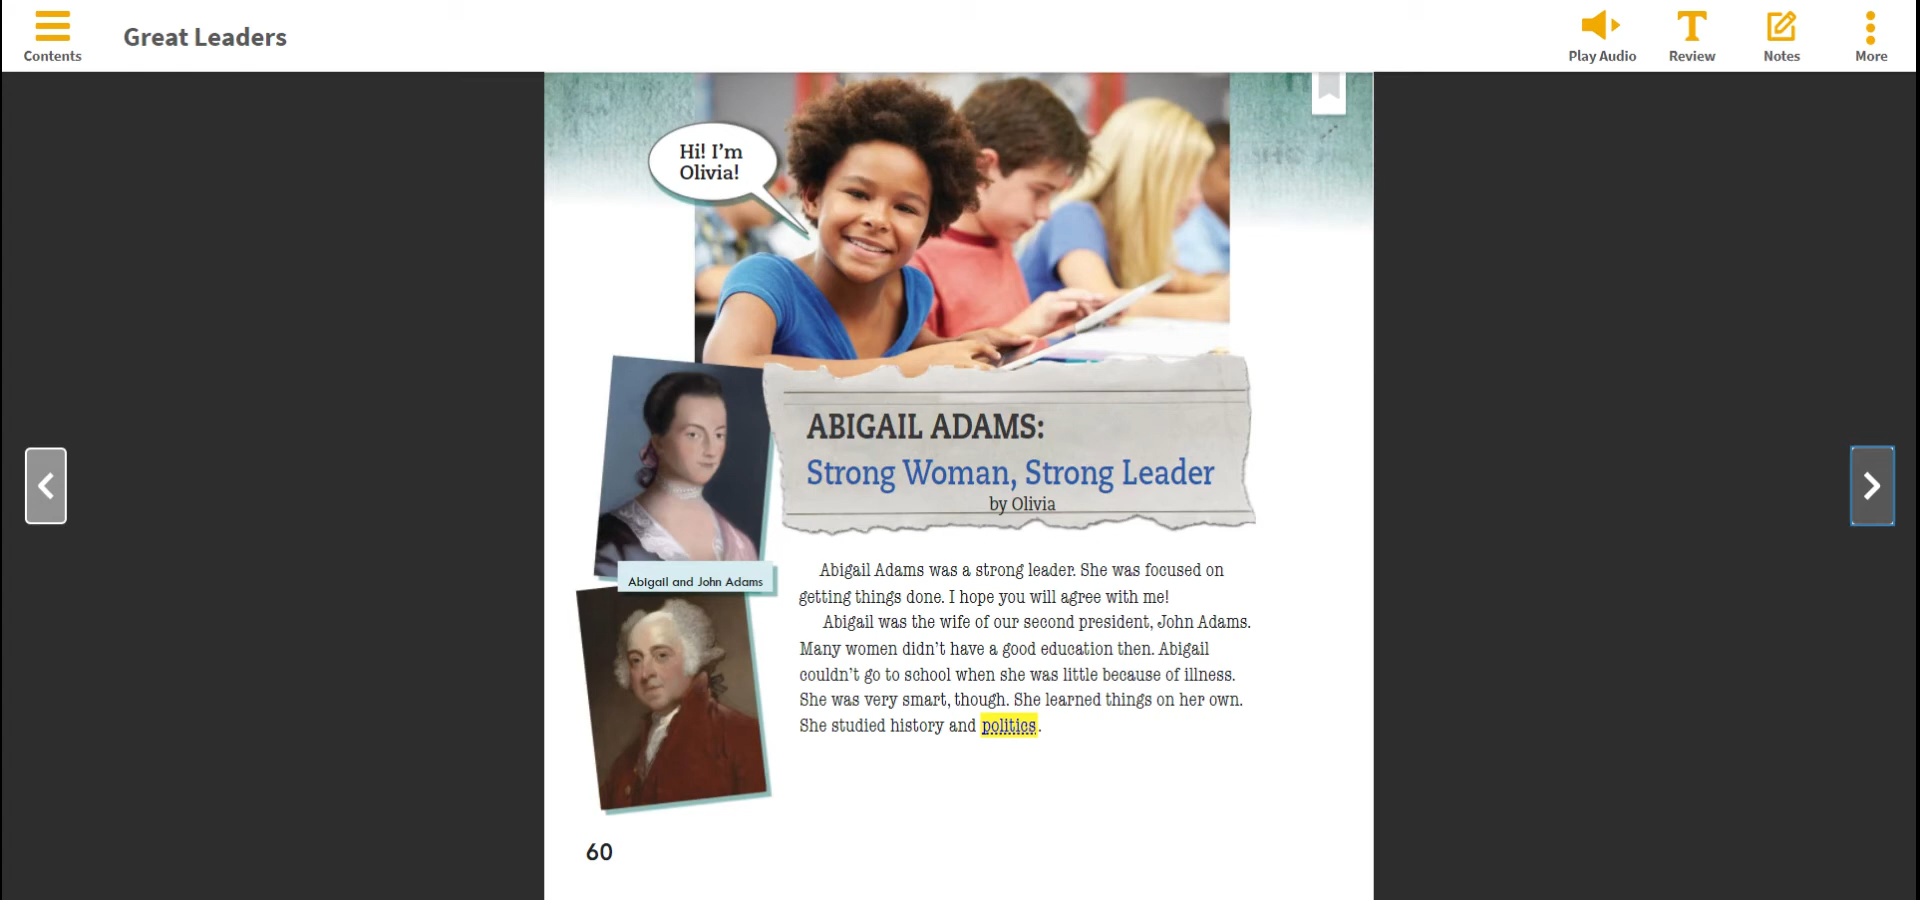 Contents
Great Leaders
Play Audio
Review
Notes
More
Hi! I'm
Olivia!
ABIGAIL ADAMS:
Strong Woman, Strong Leader
by Olivia
Abigail and John Adams
Abigail Adams was a strong leader. She was focused on
getting things done. I hope you will agree with me!
Abigail was the wife of our second president, John Adams.
Many women didn't have a good education then. Abigail
couldn't go to school when she was little because of illness.
She was very smart, though. She learned things on her own.
She studied history and politics.
60